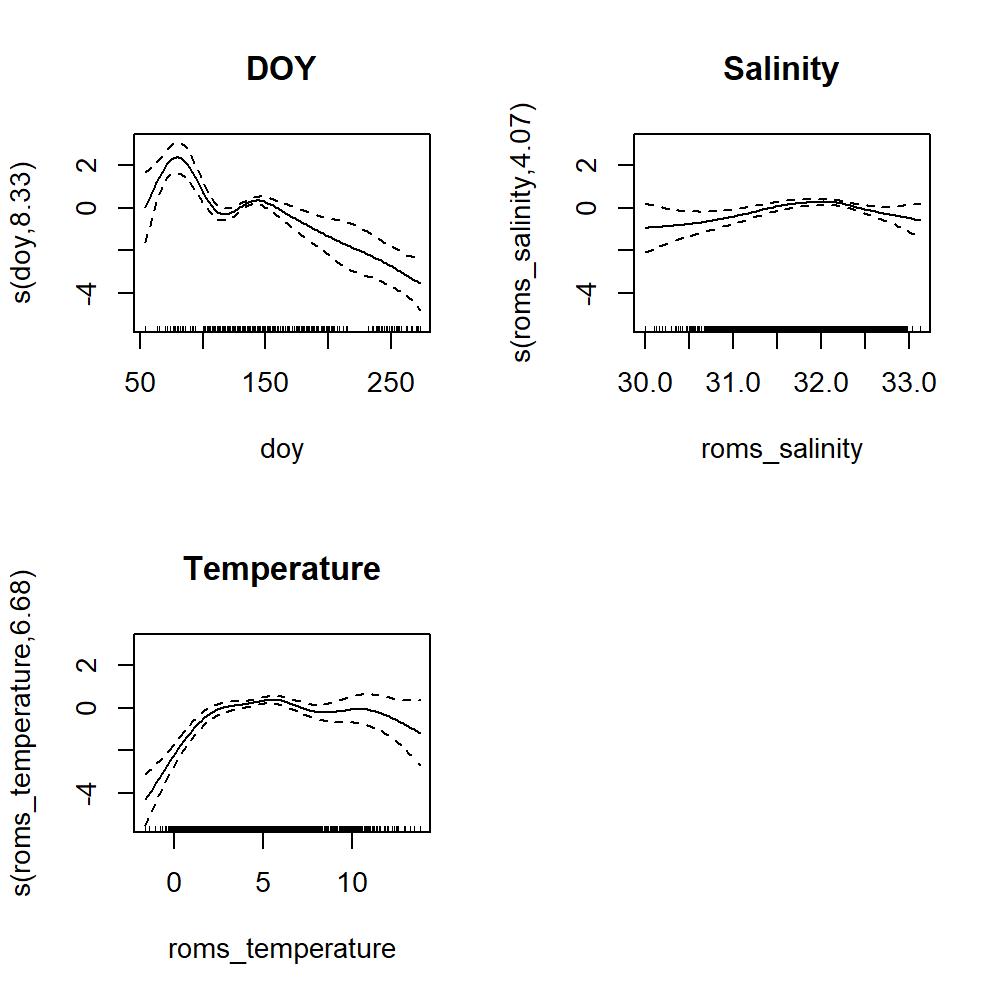 DOY
s(doy,8.33)
2
0
-4
50
150
250
doy
Salinity
s(roms_salinity,4.07)
2
0
-4
30.0
31.0
32.0
33.0
roms_salinity
Temperature
s(roms_temperature,6.68)
2
0
-4
0
5
10
roms_temperature